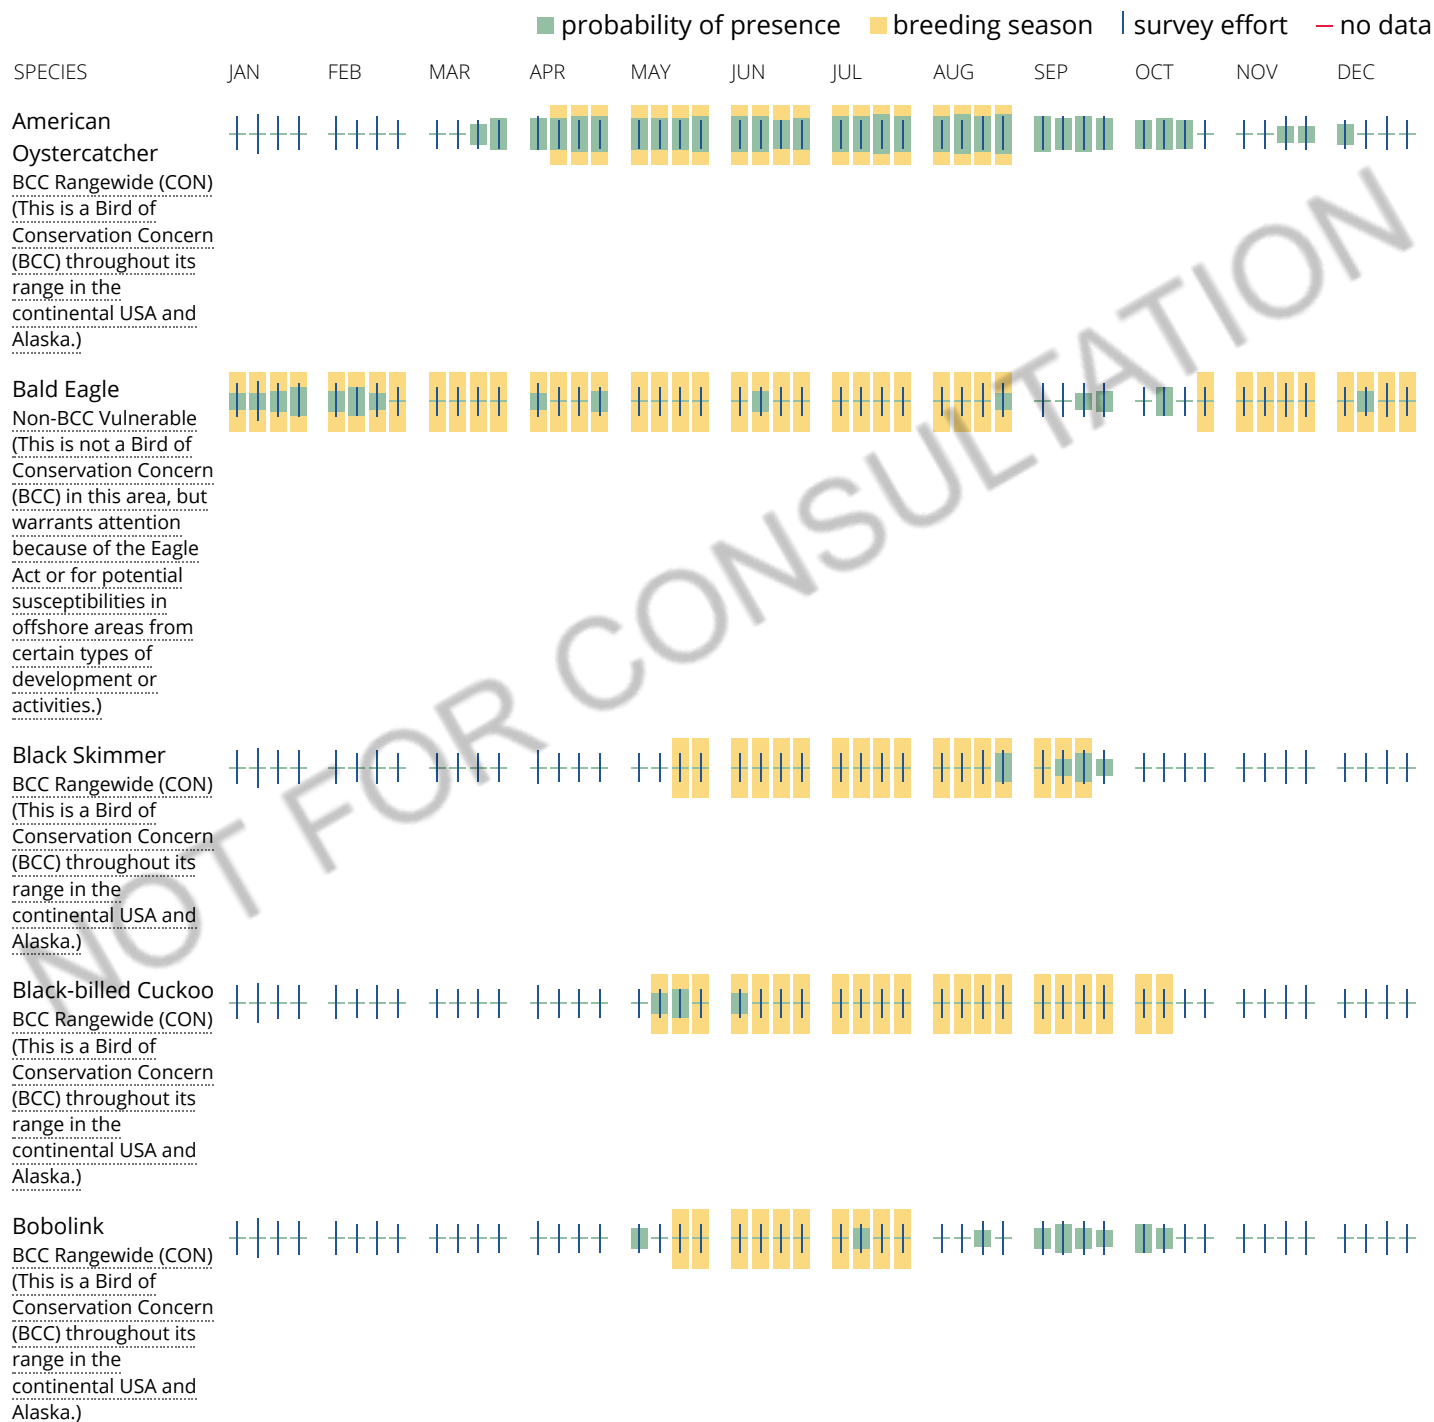 probability of presence breeding season survey effort no data
SPECIES JAN FEB MAR APR MAY JUN JUL AUG SEP OCT NOV DEC
American
Oystercatcher
BCC Rangewide (CON)
(This is a Bird of
Conservation Concern
(BCC) throughout its
range in the
continental USA and
Alaska.)
Bald Eagle
Non-BCC Vulnerable
(This is not a Bird of
Conservation Concern
(BCC) in this area, but
warrants attention
because of the Eagle
Act or for potential
susceptibilities in
offshore areas from
certain types of
development or
activities.)
Black Skimmer
BCC Rangewide (CON)
(This is a Bird of
Conservation Concern
(BCC) throughout its
range in the
continental USA and
Alaska.)
Black-billed Cuckoo
BCC Rangewide (CON)
(This is a Bird of
Conservation Concern
(BCC) throughout its
range in the
continental USA and
Alaska.)
Bobolink
BCC Rangewide (CON)
(This is a Bird of
Conservation Concern
(BCC) throughout its
range in the
continental USA and
Alaska.)
NOT FOR CONSULTATION